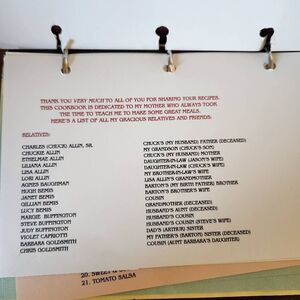 THANK YOU VERY MUCH TO ALL OF YOU FOR SHARING YOUR RECIPES.
THIS COOKBOOK IS DEDICATED TO MY MOTHER WHO ALWAYS TOOK
THE TIME TO TEACH ME TO MAKE SOME GREAT MEALS.
HERE'S A LIST OF ALL MY GRACIOUS RELATIVES AND FRIENDS:
RELATIVES:
CHARLES (CHUCK) ALLIN, SR. CHUCK'S (MY HUSBAND) FATHER (DECEASED)
CHUCKIE ALLIN MY GRANDSON (CHUCK'S SON)
ETHELMAE ALLIN CHUCK'S (MY HUSBAND) MOTHER
LILIANA ALLIN DAUGHTER-IN-LAW (JASON'S WIFE)
LISA ALLIN DAUGHTER-IN-LAW (CHUCK'S WIFE)
LORI ALLIN MY BROTHER-IN-LAW'S WIFE
AGNES BAUGHMAN LISA ALLIN'S GRANDMOTHER
HUGH BEMIS BARTON'S (MY BIRTH FATHER) BROTHER
JANET BEMIS BARTON'S WIFE
GILLIAN BEMIS COUSIN
LUCY BEMIS GRANDMOTHER (DECEASED)
MARGIE BUFFINGTON HUSBAND'S AUNT (DECEASED)
STEVE BUFFINGTON HUSBAND'S COUSIN
JUDY BUFFINGTON HUSBAND'S COUSIN (STEVE'S WIFE)
VIOLET CAPRIOTTI DAD'S (ARTHUR) SISTER
BARBARA GOLDSMITH MY FATHER'S (BARTON) SISTER (DECEASED)
CHRIS GOLDSMITH COUSIN (AUNT BARBARA'S DAUGHTER)
20. SWEET
21. TOMATO SALSA